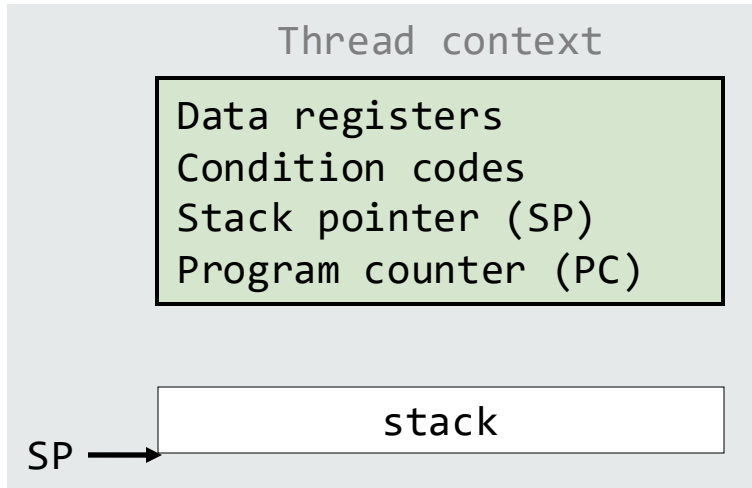 Thread context
Data registers
Condition codes
Stack pointer (SP)
Program counter (PC)
stack
SP